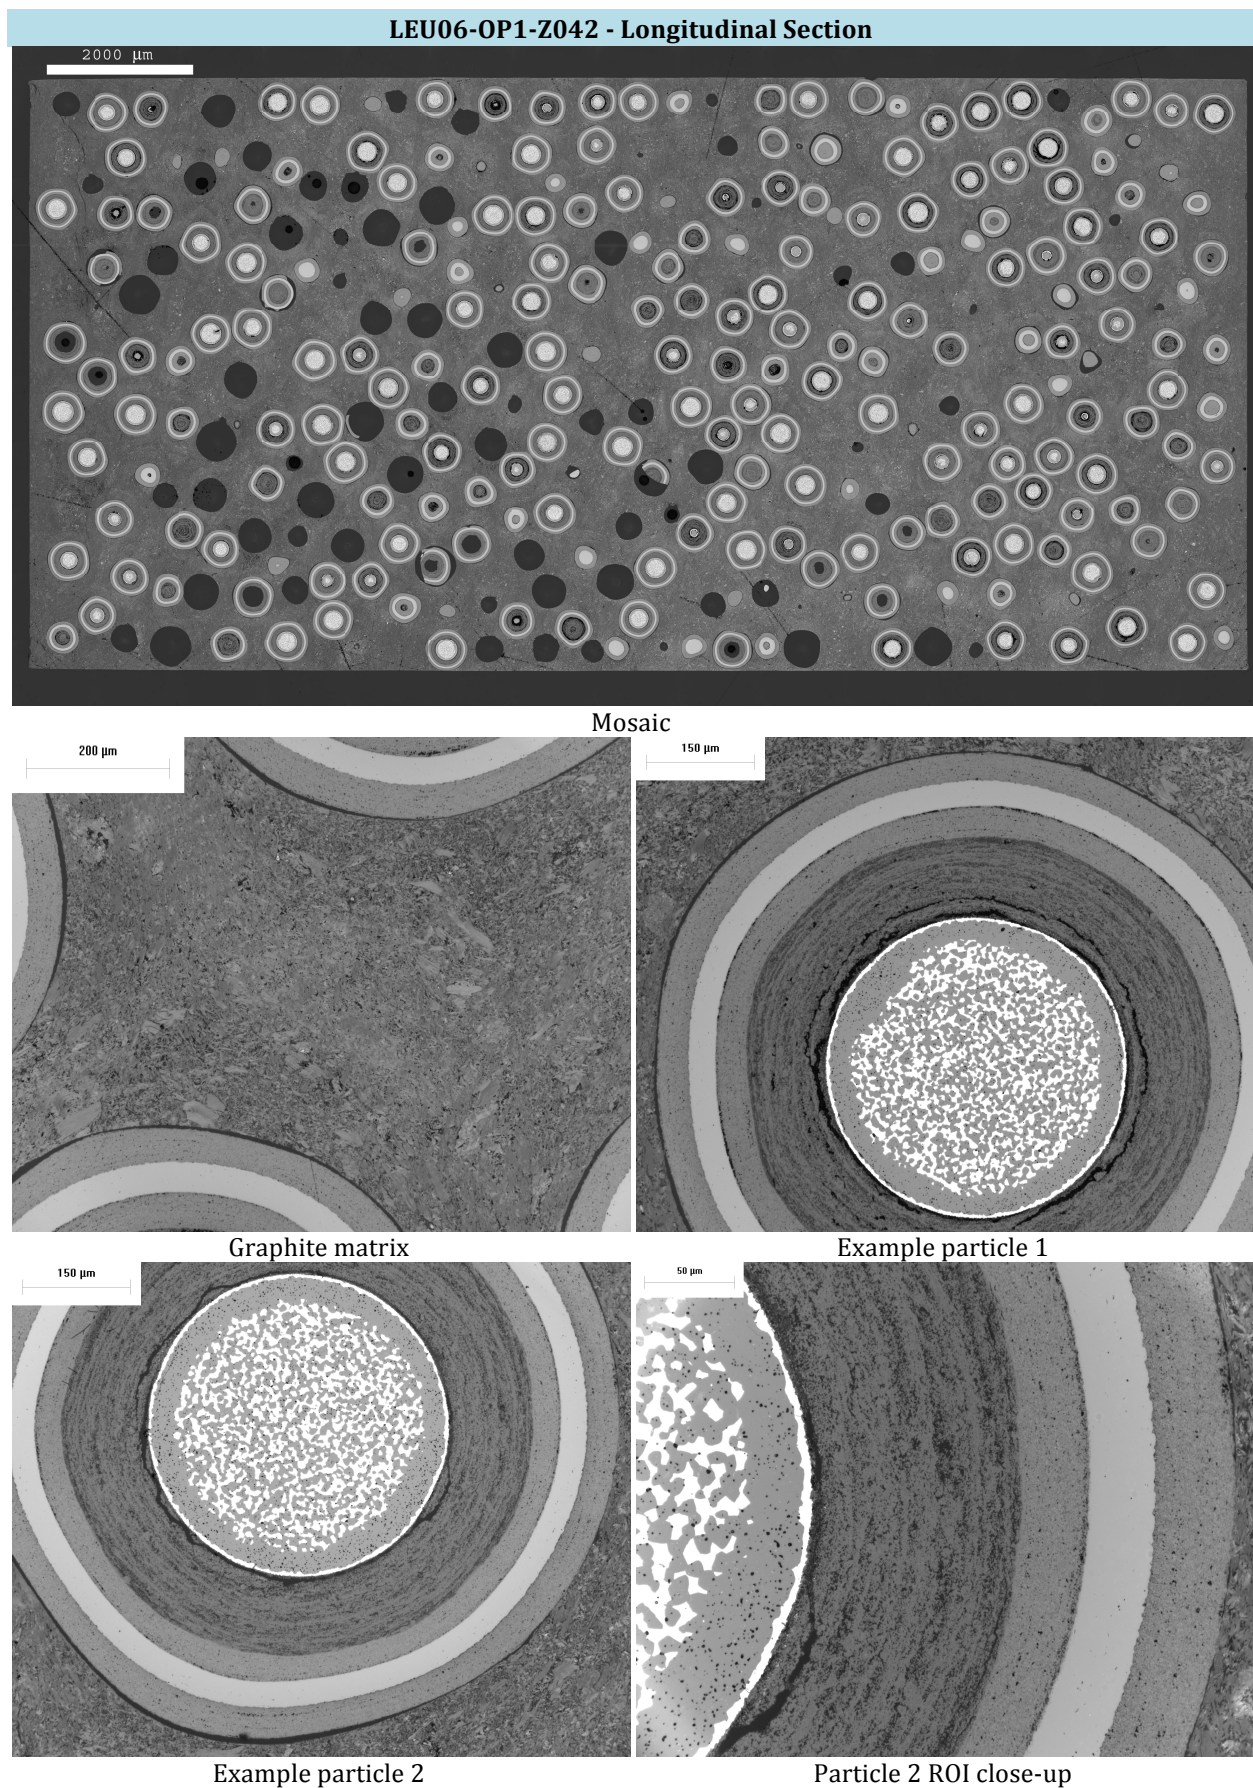 LEU06-OP1-Z042 - Longitudinal Section
2000 µm
Mosaic
200 µm
150 µm
Graphite matrix
Example particle 1
150 µm
50 µm
Example particle 2
Particle 2 ROI close-up